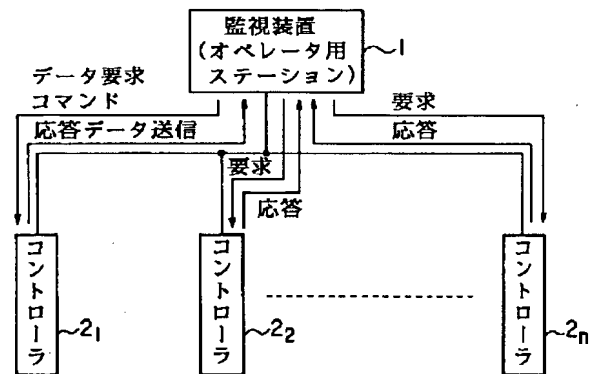 監視装置
(オペレータ用
ステーション)
1
データ要求
コマンド
応答データ送信
要求
応答
要求
応答
コントローラ
2₁
コントローラ
2₂
コントローラ
2ₙ